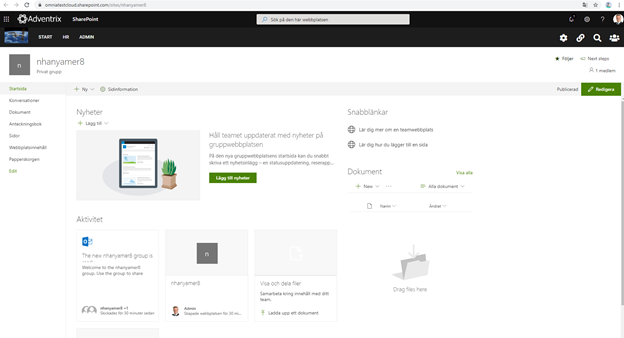 omniatestcloud.sharepoint.com/sites/nhanyamer8
Adventrix
SharePoint
Sök på den här webbplatsen
START
HR
ADMIN
n
nhanyamer8
Privat grupp
Följer
Next steps
1 medlem
Startsida
Konversationer
Dokument
Anteckningsbok
Sidor
Webbplatsinnehåll
Papperskorgen
Edit
Ny
Sidinformation
Publicerad
Redigera
Nyheter
Lägg till
Håll teamet uppdaterat med nyheter på
gruppwebbplatsen
På den nya gruppwebbplatsens startsida kan du snabbt
skriva ett nyhetsinlägg – en statusuppdatering, reserapp...
Lägg till nyheter
Snabblänkar
Lär dig mer om en teamwebbplats
Lär dig hur du lägger till en sida
Dokument
Visa alla
New
Alla dokument
Namn
Ändrat
Drag files here
Aktivitet
The new nhanyamer8 group is
Welcome to the nhanyamer8
group. Use the group to share
nhanyamer8 +1
Skickades för 30 minuter sedan
n
nhanyamer8
Admin
Skapade webbplatsen för 30 mi...
Visa och dela filer
Samarbeta kring innehåll med ditt
team.
Ladda upp ett dokument